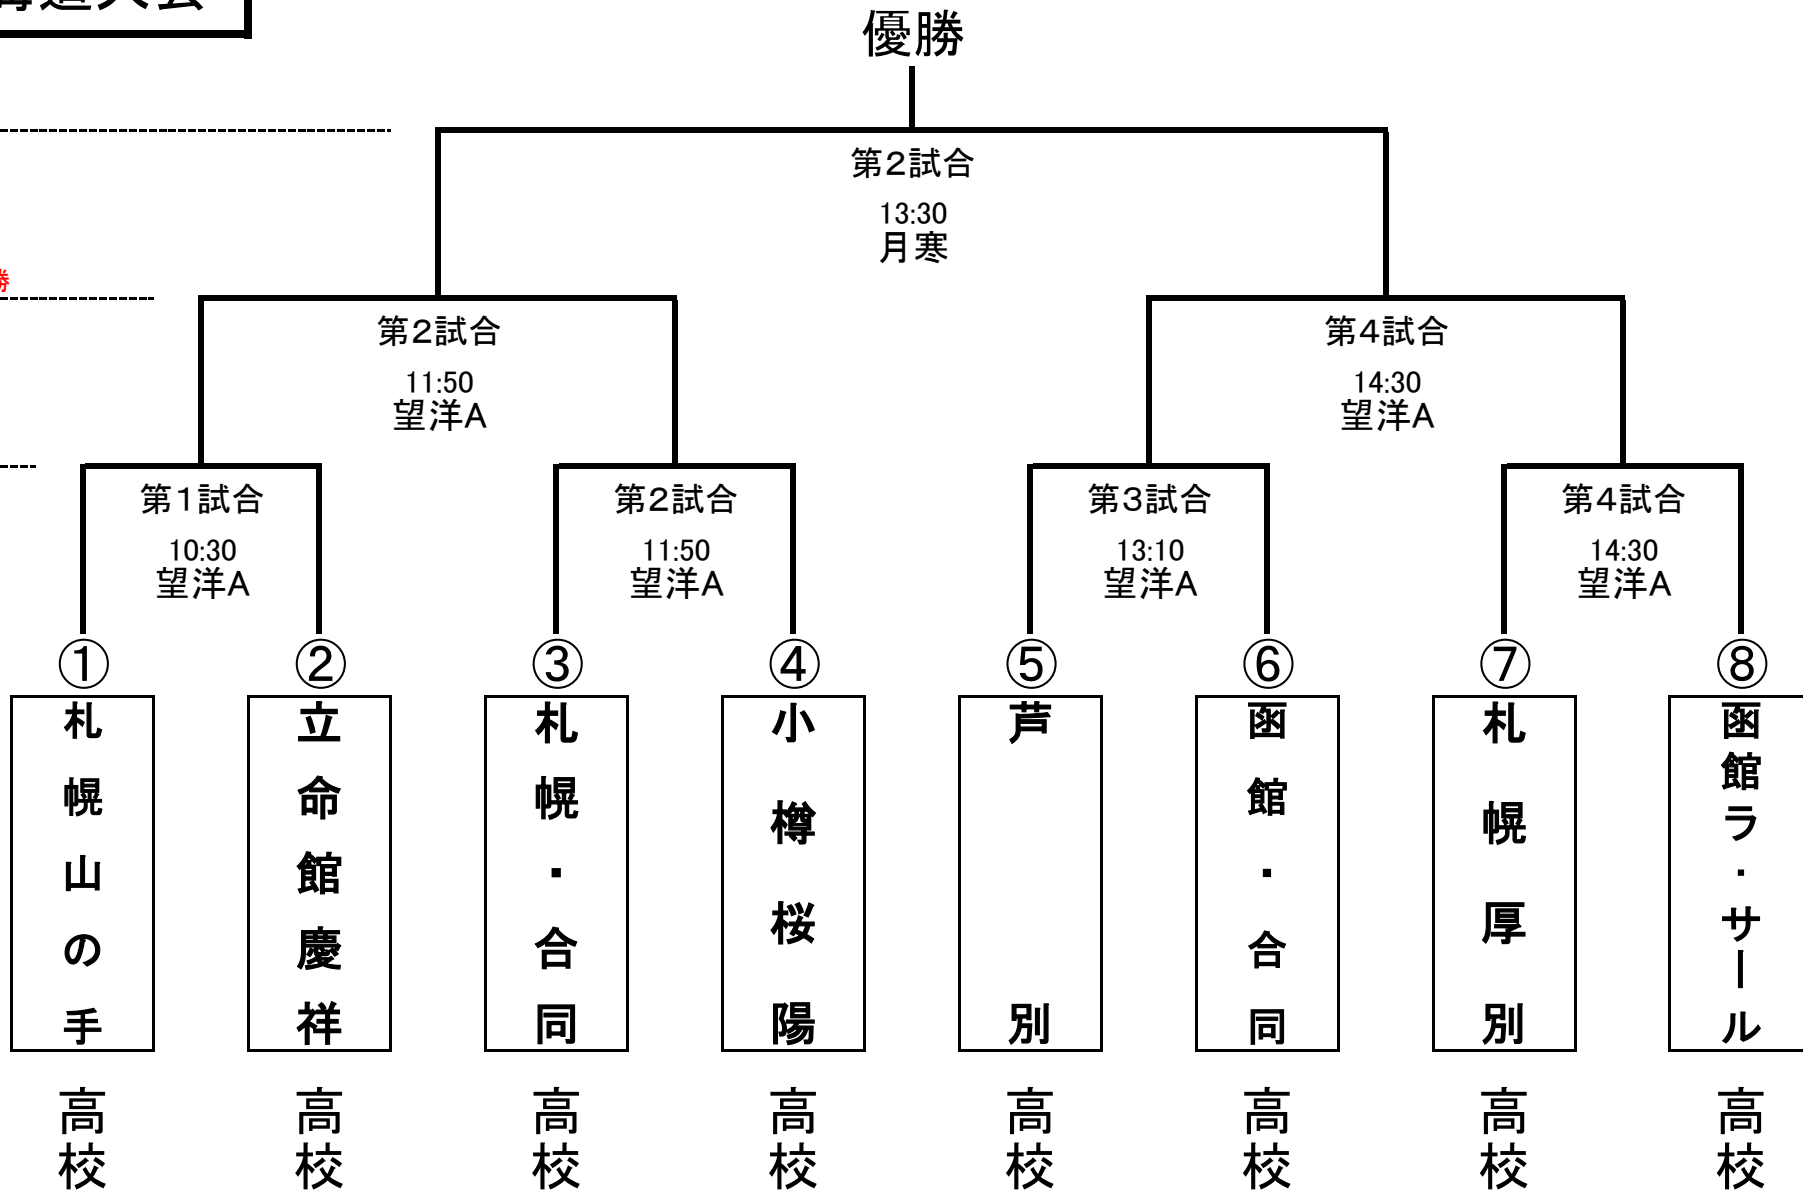 海道大会
優勝
第2試合
13:30
月寒
勝
第2試合
11:50
望洋A
第4試合
14:30
望洋A
第1試合
10:30
望洋A
第2試合
11:50
望洋A
第3試合
13:10
望洋A
第4試合
14:30
望洋A
①
②
③
④
⑤
⑥
⑦
⑧
札幌山の手
立命館慶祥
札幌・合同
小樽桜陽
芦別
函館・合同
札幌厚別
函館ラ・サール
高校
高校
高校
高校
高校
高校
高校
高校